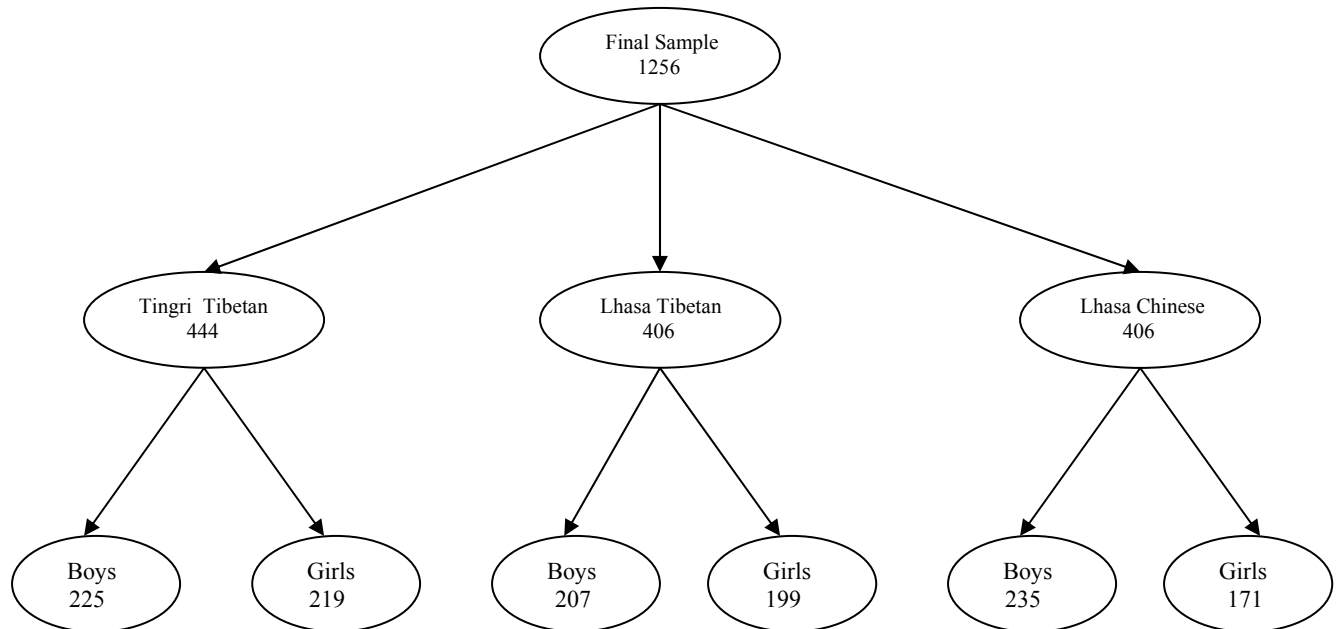 Final Sample
1256
Tingri Tibetan
444
Lhasa Tibetan
406
Lhasa Chinese
406
Boys
225
Girls
219
Boys
207
Girls
199
Boys
235
Girls
171